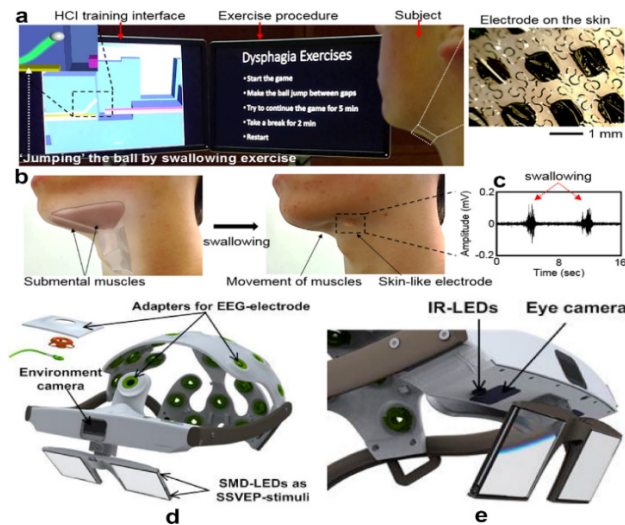 HCI training interface
Exercise procedure
Subject
Electrode on the skin
a
Dysphagia Exercises
• Start the game
• Make the ball jump between gaps
• Try to continue the game for 5 min
• Take a break for 2 min
• Restart
'Jumping' the ball by swallowing exercise
1 mm
b
c
swallowing
Submental muscles
swallowing
Movement of muscles
Skin-like electrode
0.2
0
-0.2
Amplitude (mV)
0
8
16
Time (sec)
Adapters for EEG-electrode
Environment
camera
SMD-LEDs as
SSVEP-stimuli
d
IR-LEDs
Eye camera
e